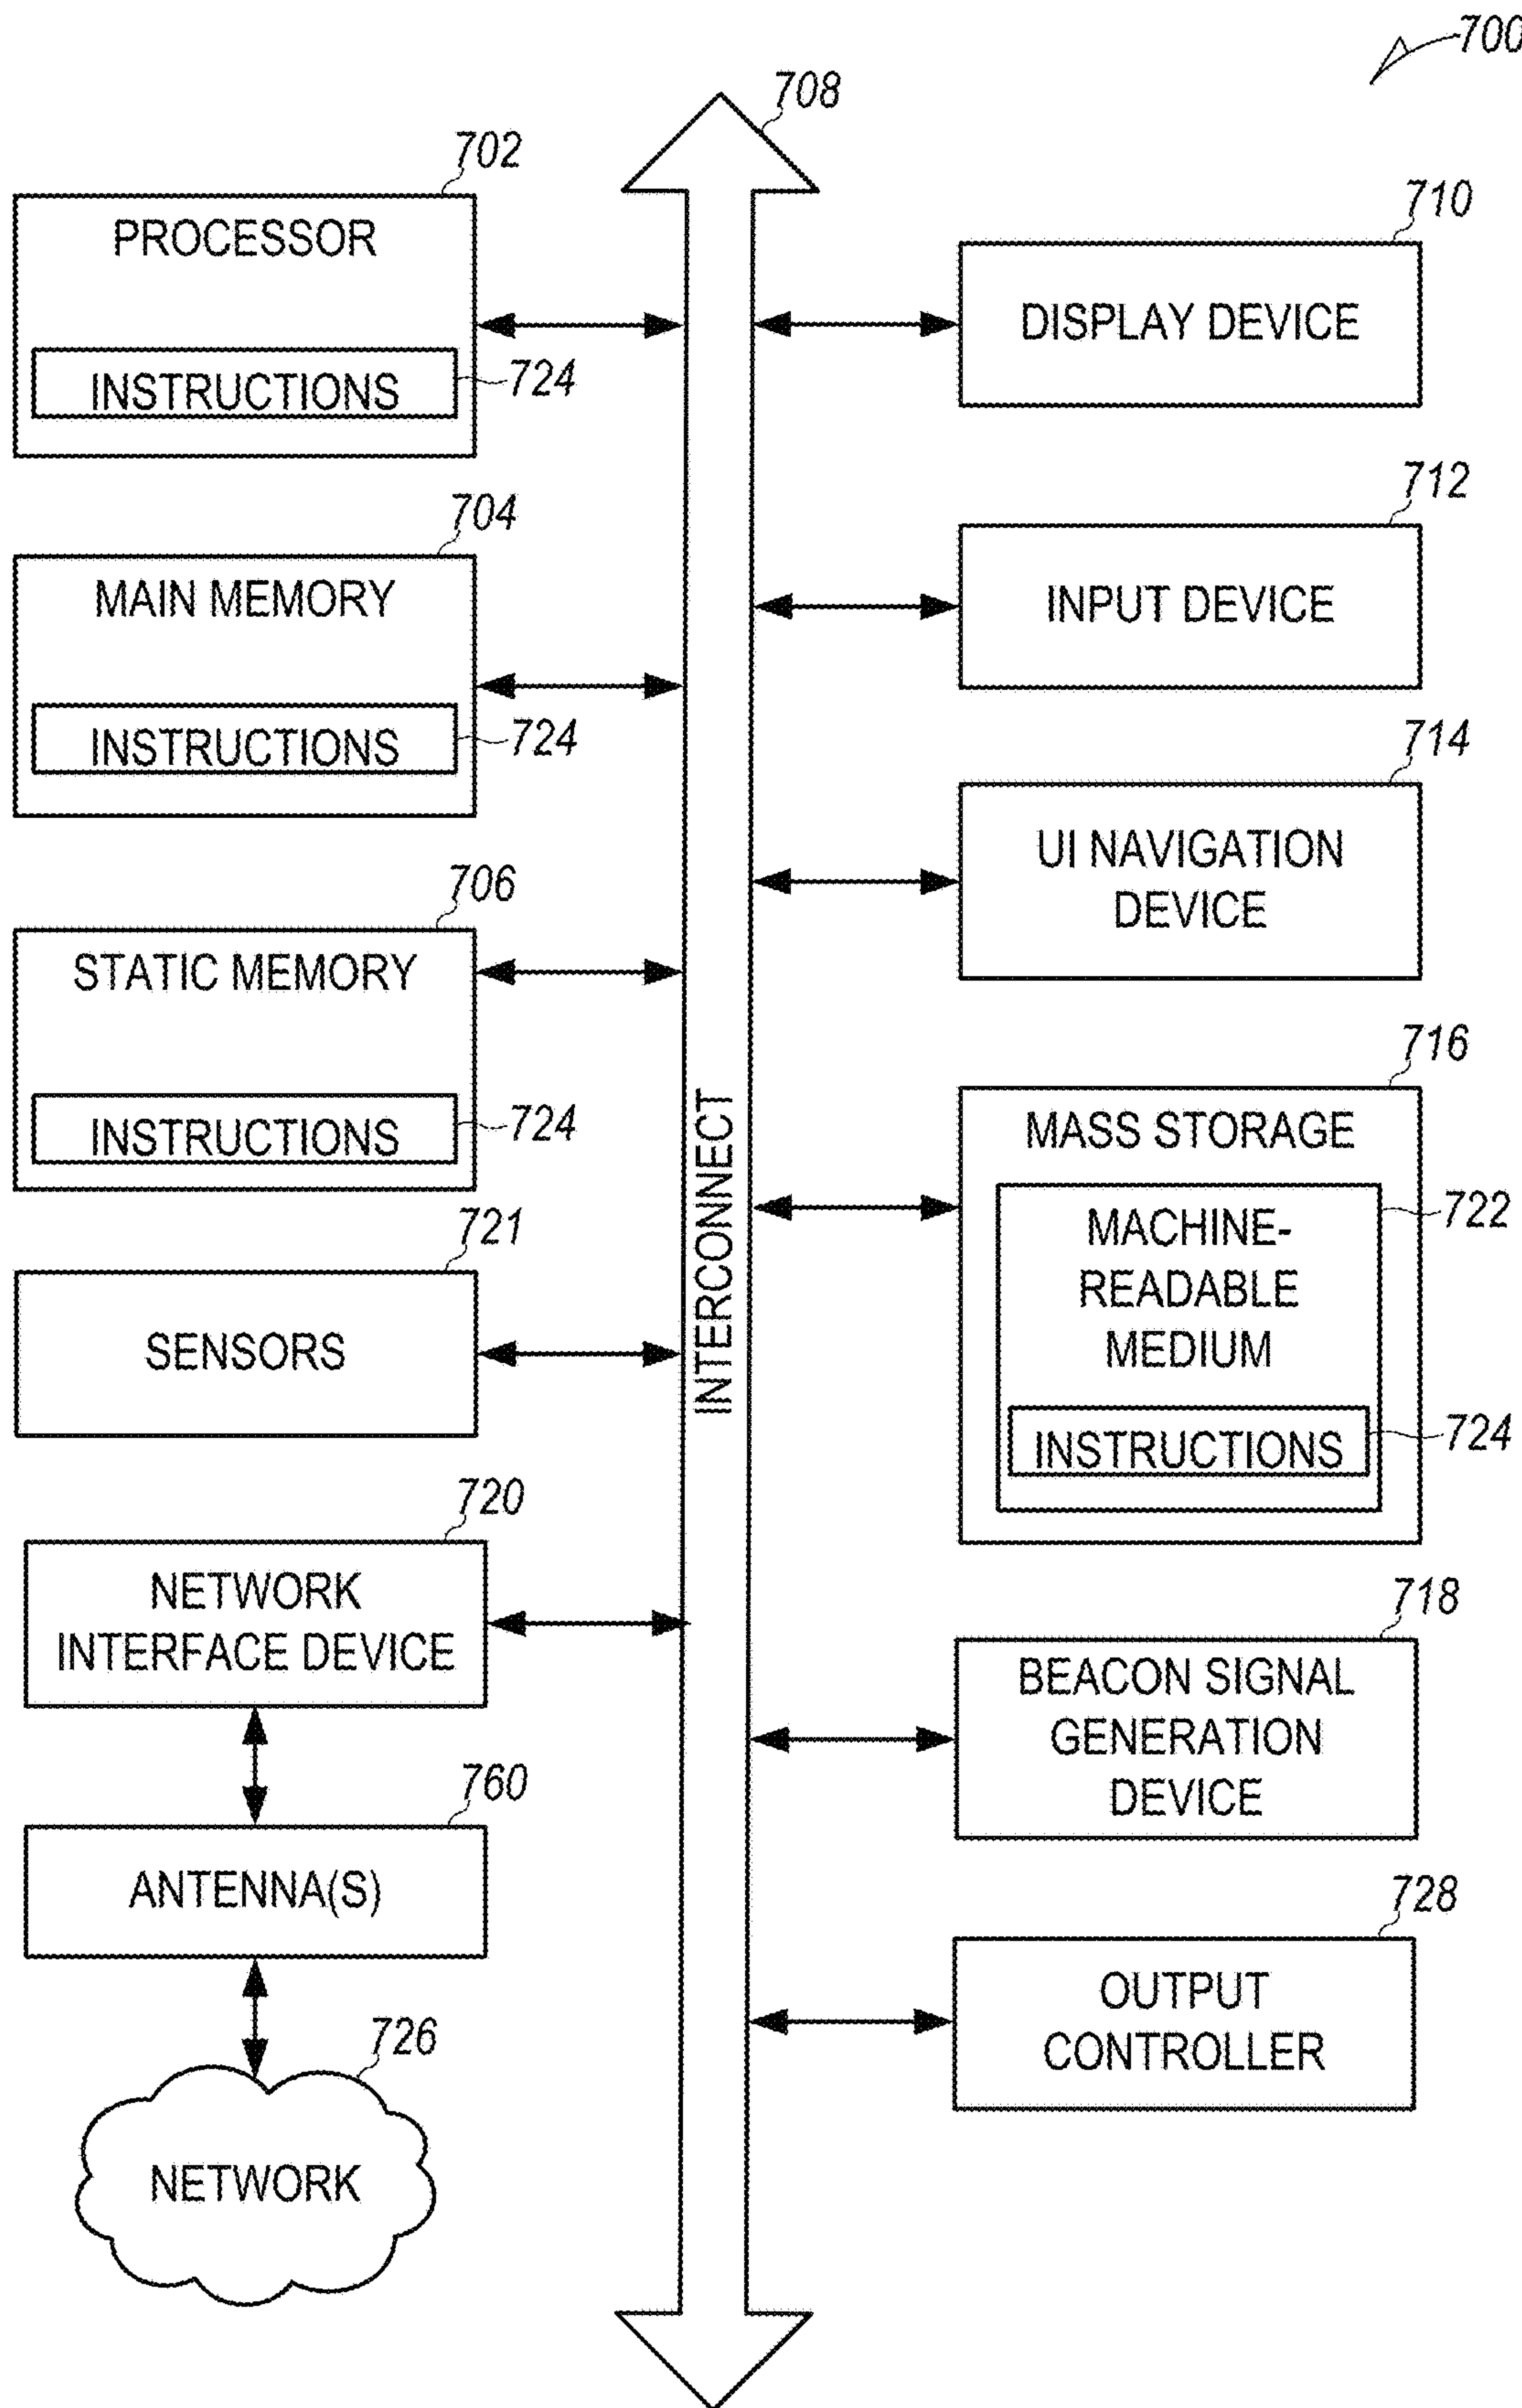 700
708
702
PROCESSOR
INSTRUCTIONS
724
704
MAIN MEMORY
INSTRUCTIONS
724
706
STATIC MEMORY
INSTRUCTIONS
724
721
SENSORS
720
NETWORK
INTERFACE DEVICE
760
ANTENNA(S)
726
NETWORK
INTERCONNECT
710
DISPLAY DEVICE
712
INPUT DEVICE
714
UI NAVIGATION
DEVICE
716
MASS STORAGE
722
MACHINE-
READABLE
MEDIUM
INSTRUCTIONS
724
718
BEACON SIGNAL
GENERATION
DEVICE
728
OUTPUT
CONTROLLER